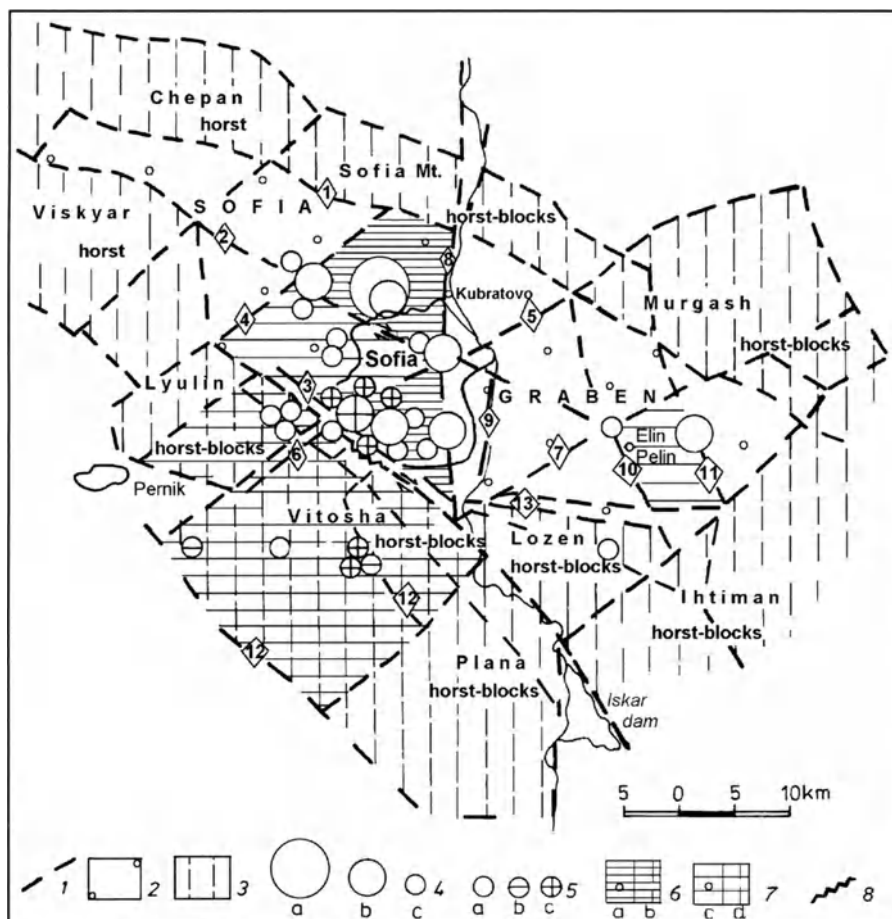 Chepan
horst
Sofia Mt.
1
Viskyar
horst
SOFIA
horst-blocks
2
8
Kubratovo
5
Murgash
horst-blocks
4
Sofia
Lyulin
3
GRABEN
horst-blocks
9
Elin
Pelin
6
7
10
11
Pernik
13
Vitosha
horst-blocks
Lozen
horst-blocks
12
Ihtiman
horst-blocks
12
Plana
horst-blocks
Iskar
dam
5 0 5 10km
1 2 3 4 5 6 7 8
a b c a b c a b c d